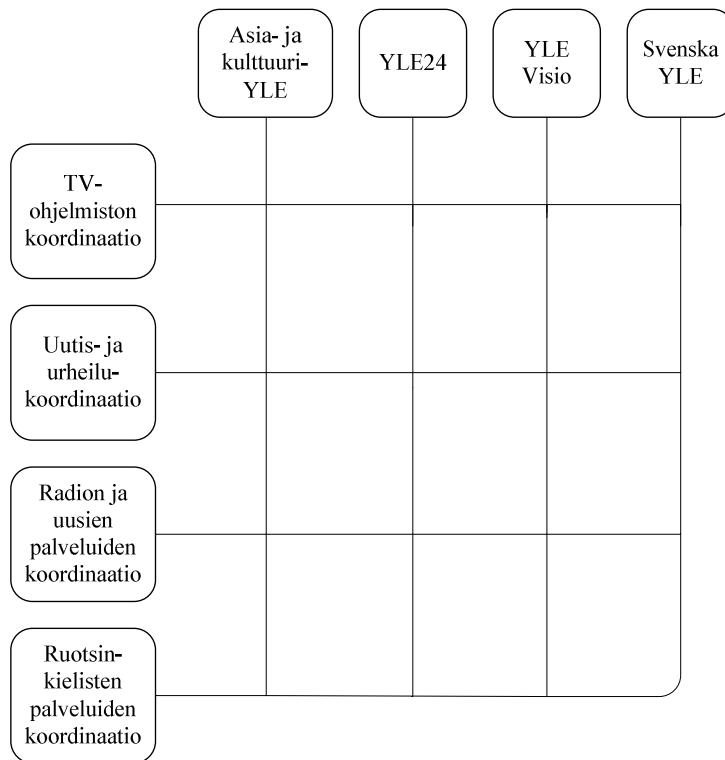 Asia- ja
kulttuuri-
YLE
YLE24
YLE
Visio
Svenska
YLE
TV-
ohjelmiston
koordinaatio
Uutis- ja
urheilu-
koordinaatio
Radion ja
uusien
palveluiden
koordinaatio
Ruotsin-
kielisten
palveluiden
koordinaatio